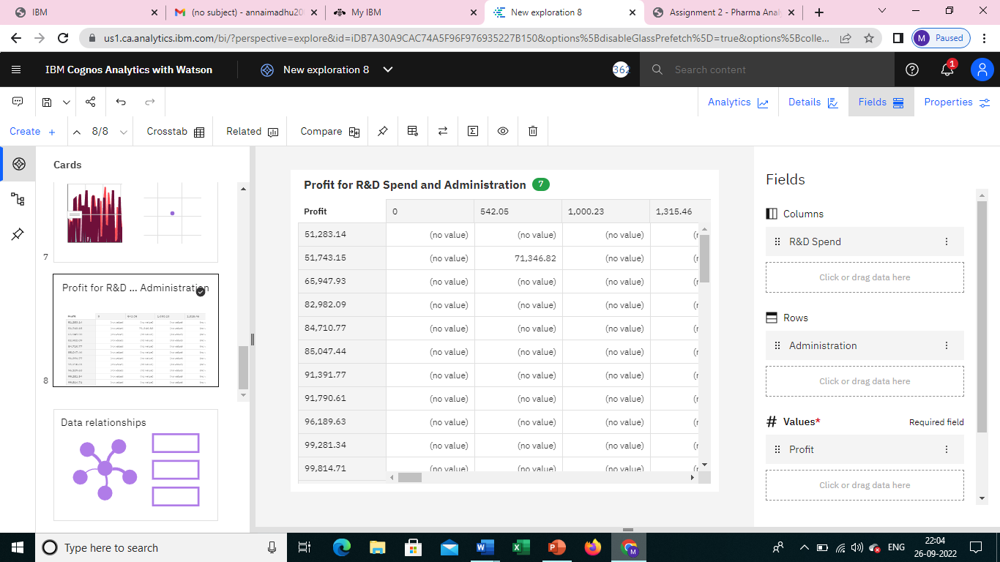 IBM
(no subject) - annaimadhu20
My IBM
New exploration 8
Assignment 2 - Pharma Anal
us1.ca.analytics.ibm.com/bi/?perspective=explore&id=iDB7A30A9CAC74A5F96F976935227B150&options%5BdisableGlassPrefetch%5D=true&options%5Bcolle...
M Paused
IBM Cognos Analytics with Watson
New exploration 8
362
Search content
1
Analytics
Details
Fields
Properties
Create +
8/8
Crosstab
Related
Compare
Cards
7
Profit for R&D ... Administration
8
Data relationships
Profit for R&D Spend and Administration 7
Profit 0 542.05 1,000.23 1,315.46
51,283.14 (no value) (no value) (no value)
51,743.15 (no value) 71,346.82 (no value)
65,947.93 (no value) (no value) (no value)
82,982.09 (no value) (no value) (no value)
84,710.77 (no value) (no value) (no value)
85,047.44 (no value) (no value) (no value)
91,391.77 (no value) (no value) (no value)
91,790.61 (no value) (no value) (no value)
96,189.63 (no value) (no value) (no value)
99,281.34 (no value) (no value) (no value)
99,814.71 (no value) (no value) (no value)
Fields
Columns
R&D Spend
Click or drag data here
Rows
Administration
Click or drag data here
# Values* Required field
Profit
Click or drag data here
Type here to search
ENG
22:04
26-09-2022